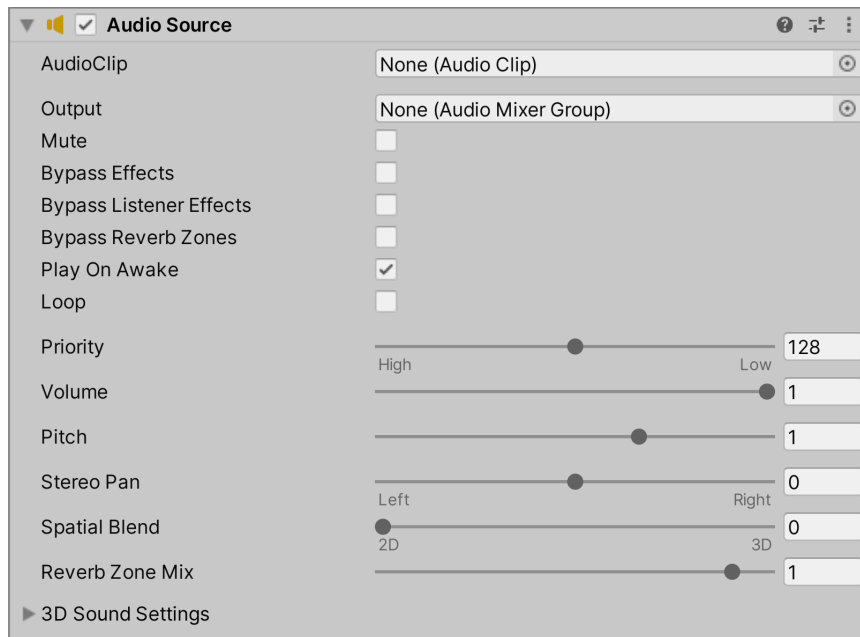 Audio Source
AudioClip None (Audio Clip)
Output None (Audio Mixer Group)
Mute
Bypass Effects
Bypass Listener Effects
Bypass Reverb Zones
Play On Awake
Loop
Priority 128
High Low
Volume 1
Pitch 1
Stereo Pan 0
Left Right
Spatial Blend 0
2D 3D
Reverb Zone Mix 1
3D Sound Settings